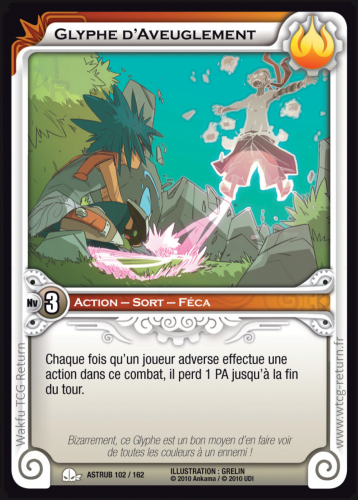 Glyphe d'Aveuglement
Nv 3
Action – Sort – Féca
Chaque fois qu'un joueur adverse effectue une
action dans ce combat, il perd 1 PA jusqu'à la fin
du tour.
Bizarrement, ce Glyphe est un bon moyen d'en faire voir
de toutes les couleurs à un ennemi !
ASTRUB 102 / 162
ILLUSTRATION : GRELIN
© 2010 Ankama / © 2010 UDI
Wakfu TCG Return
www.wtcg-return.fr